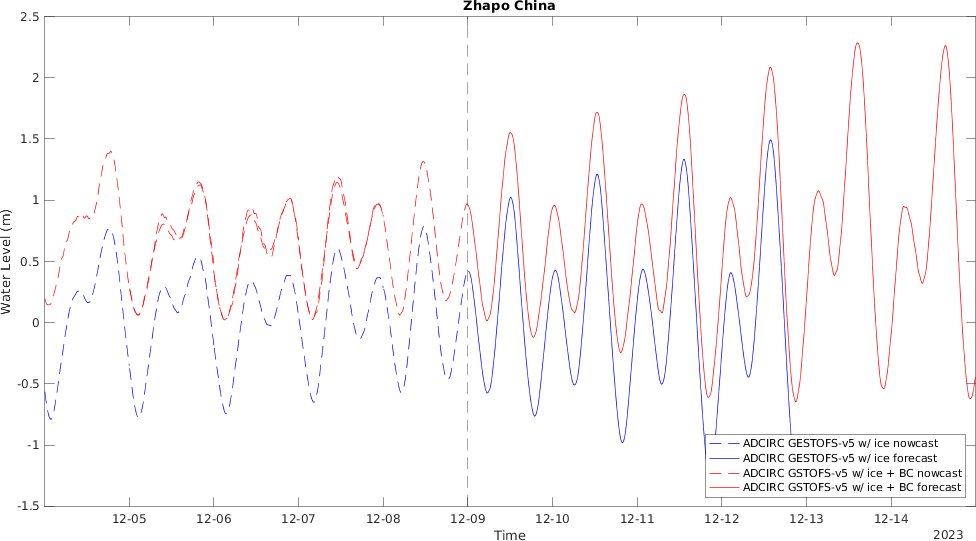 Zhapo China
2.5
2
1.5
1
0.5
0
-0.5
-1
-1.5
Water Level (m)
ADCIRC GESTOFS-v5 w/ ice nowcast
ADCIRC GESTOFS-v5 w/ ice forecast
ADCIRC GSTOFS-v5 w/ ice + BC nowcast
ADCIRC GSTOFS-v5 w/ ice + BC forecast
12-05 12-06 12-07 12-08 12-09 12-10 12-11 12-12 12-13 12-14
Time
2023